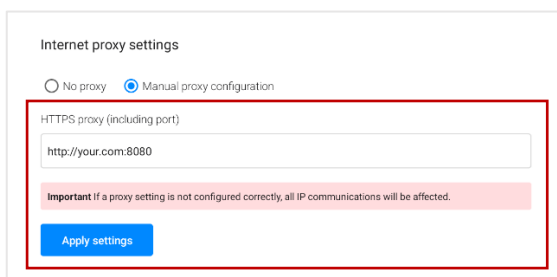 Internet proxy settings
No proxy Manual proxy configuration
HTTPS proxy (including port)
http://your.com:8080
Important If a proxy setting is not configured correctly, all IP communications will be affected.
Apply settings